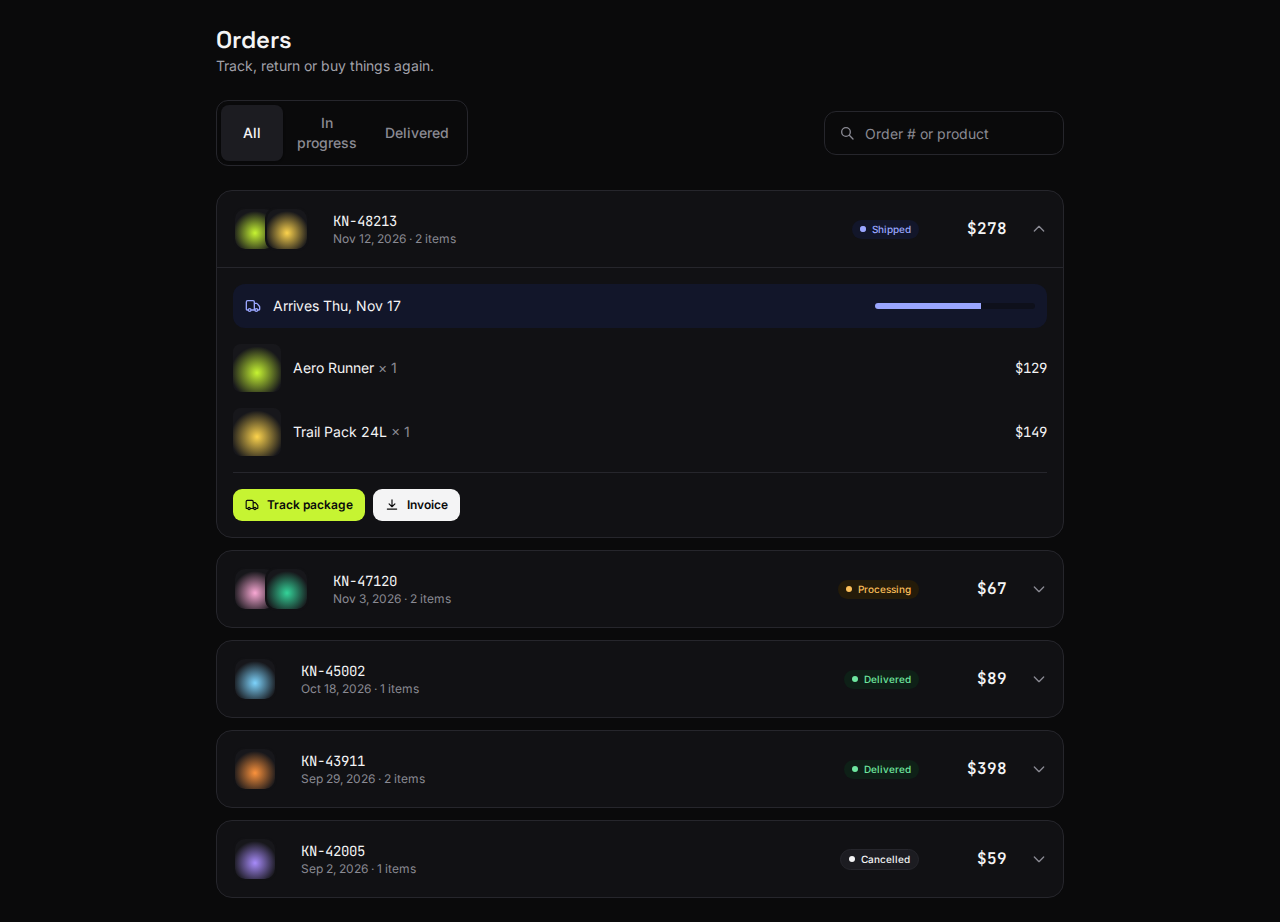 Orders
Track, return or buy things again.
All
In
progress
Delivered
Order # or product
KN-48213
Nov 12, 2026 · 2 items
Shipped
$278
Arrives Thu, Nov 17
Aero Runner × 1
$129
Trail Pack 24L × 1
$149
Track package
Invoice
KN-47120
Nov 3, 2026 · 2 items
Processing
$67
KN-45002
Oct 18, 2026 · 1 items
Delivered
$89
KN-43911
Sep 29, 2026 · 2 items
Delivered
$398
KN-42005
Sep 2, 2026 · 1 items
Cancelled
$59